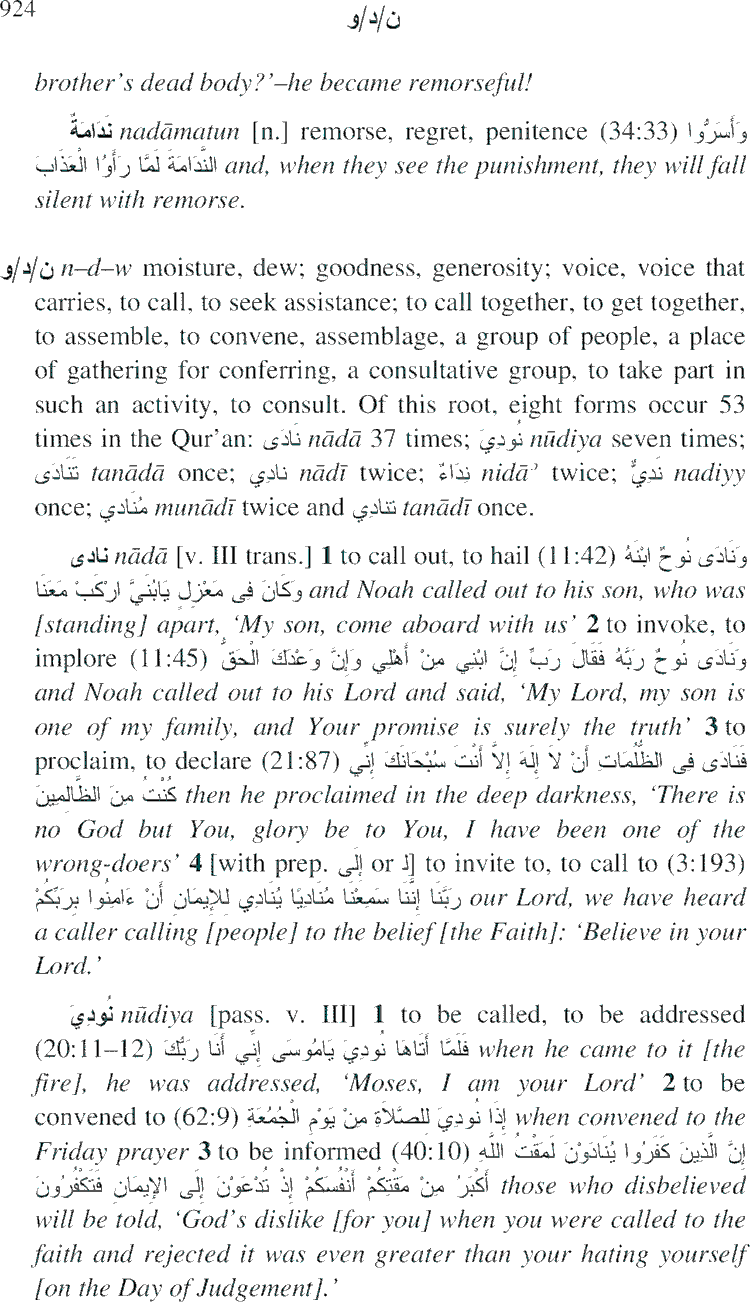 924
ن/د/و
brother's dead body?'–he became remorseful!
نَدَامَةٌ nadāmatun [n.] remorse, regret, penitence (34:33) وَأَسَرُّوا
النَّدَامَةَ لَمَّا رَأَوُا الْعَذَابَ and, when they see the punishment, they will fall
silent with remorse.
ن/د/و n–d–w moisture, dew; goodness, generosity; voice, voice that
carries, to call, to seek assistance; to call together, to get together,
to assemble, to convene, assemblage, a group of people, a place
of gathering for conferring, a consultative group, to take part in
such an activity, to consult. Of this root, eight forms occur 53
times in the Qur'an: نَادَى nādā 37 times; نُودِيَ nūdiya seven times;
تَنَادَى tanādā once; نادِي nādī twice; نِدَاءً nidāʾ twice; نَدِيٌّ nadiyy
once; مُنَادِي munādī twice and تنادِي tanādī once.
نادى nādā [v. III trans.] 1 to call out, to hail (11:42) وَنَادَى نُوحٌ ابْنَهُ
وَكَانَ فِى مَعْزِلٍ يَابُنَيَّ ارْكَبْ مَعَنَا and Noah called out to his son, who was
[standing] apart, 'My son, come aboard with us' 2 to invoke, to
implore (11:45) وَنَادَى نُوحٌ رَبَّهُ فَقَالَ رَبِّ إِنَّ ابْنِي مِنْ أَهْلِي وَإِنَّ وَعْدَكَ الْحَقُّ
and Noah called out to his Lord and said, 'My Lord, my son is
one of my family, and Your promise is surely the truth' 3 to
proclaim, to declare (21:87) فَنَادَى فِى الظُّلُمَاتِ أَنْ لاَ إِلَهَ إِلاَّ أَنْتَ سُبْحَانَكَ إِنِّي
كُنْتُ مِنَ الظَّالِمِينَ then he proclaimed in the deep darkness, 'There is
no God but You, glory be to You, I have been one of the
wrong-doers' 4 [with prep. إِلَى or لِـ] to invite to, to call to (3:193)
رَبَّنَا إِنَّنَا سَمِعْنَا مُنَادِيًا يُنَادِي لِلإِيمَانِ أَنْ ءَامِنُوا بِرَبِّكُمْ our Lord, we have heard
a caller calling [people] to the belief [the Faith]: 'Believe in your
Lord.'
نُودِيَ nūdiya [pass. v. III] 1 to be called, to be addressed
(20:11–12) فَلَمَّا أَتَاهَا نُودِيَ يَامُوسَى إِنِّي أَنَا رَبُّكَ when he came to it [the
fire], he was addressed, 'Moses, I am your Lord' 2 to be
convened to (62:9) إِذَا نُودِيَ لِلصَّلاَةِ مِنْ يَوْمِ الْجُمُعَةِ when convened to the
Friday prayer 3 to be informed (40:10) إِنَّ الَّذِينَ كَفَرُوا يُنَادَوْنَ لَمَقْتُ اللَّهِ
أَكْبَرُ مِنْ مَقْتِكُمْ أَنْفُسَكُمْ إِذْ تُدْعَوْنَ إِلَى الإِيمَانِ فَتَكْفُرُونَ those who disbelieved
will be told, 'God's dislike [for you] when you were called to the
faith and rejected it was even greater than your hating yourself
[on the Day of Judgement].'